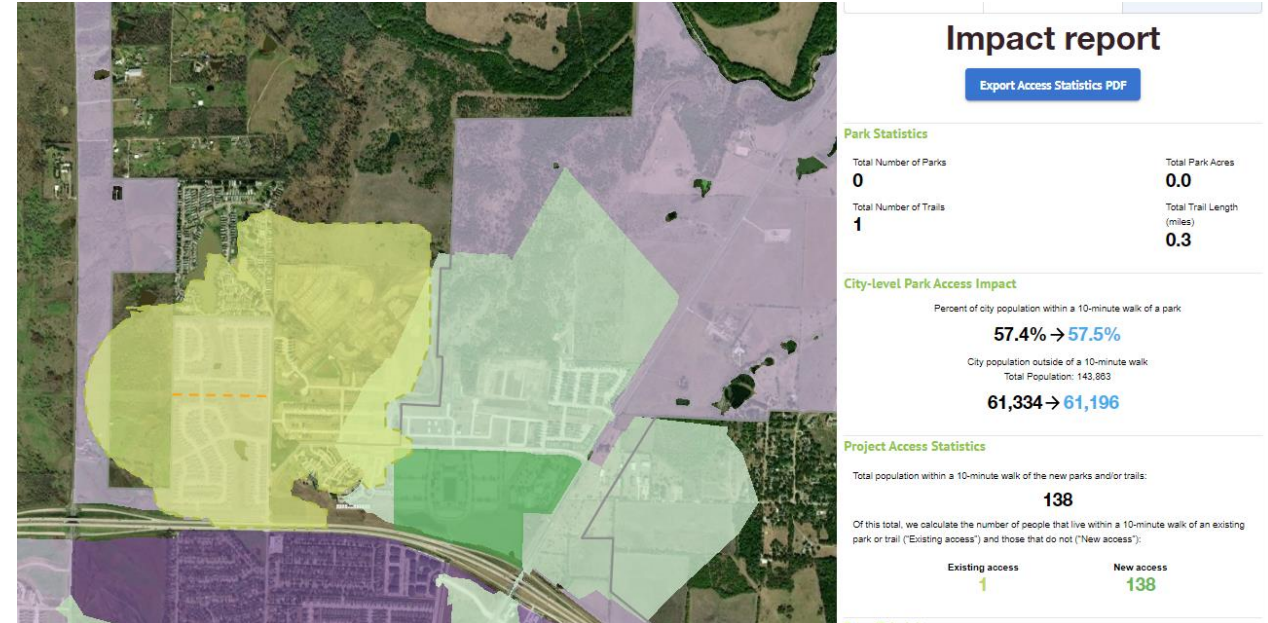 Impact report
Export Access Statistics PDF
Park Statistics
Total Number of Parks
0
Total Park Acres
0.0
Total Number of Trails
1
Total Trail Length
(miles)
0.3
City-level Park Access Impact
Percent of city population within a 10-minute walk of a park
57.4% → 57.5%
City population outside of a 10-minute walk
Total Population: 143,863
61,334 → 61,196
Project Access Statistics
Total population within a 10-minute walk of the new parks and/or trails:
138
Of this total, we calculate the number of people that live within a 10-minute walk of an existing
park or trail ("Existing access") and those that do not ("New access"):
Existing access
1
New access
138